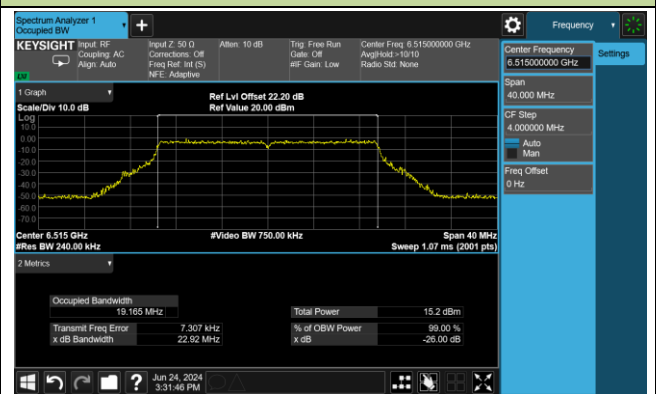 Spectrum Analyzer 1
Occupied BW
Frequency
KEYSIGHT
Input: RF
Coupling: AC
Align: Auto
Input Z: 50 Ω
Corrections: Off
Freq Ref: Int (S)
NFE: Adaptive
Atten: 10 dB
Trig: Free Run
Gate: Off
#IF Gain: Low
Center Freq: 6.515000000 GHz
Avg|Hold:>10/10
Radio Std: None
Center Frequency
6.515000000 GHz
Settings
Span
40.000 MHz
CF Step
4.000000 MHz
Auto
Man
Freq Offset
0 Hz
1 Graph
Scale/Div 10.0 dB
Ref Lvl Offset 22.20 dB
Ref Value 20.00 dBm
Log
10.0
0.00
-10.0
-20.0
-30.0
-40.0
-50.0
-60.0
-70.0
Center 6.515 GHz
#Video BW 750.00 kHz
Span 40 MHz
#Res BW 240.00 kHz
Sweep 1.07 ms (2001 pts)
2 Metrics
Occupied Bandwidth
19.165 MHz
Total Power
15.2 dBm
Transmit Freq Error
7.307 kHz
% of OBW Power
99.00 %
x dB Bandwidth
22.92 MHz
x dB
-26.00 dB
?
Jun 24, 2024
3:31:46 PM